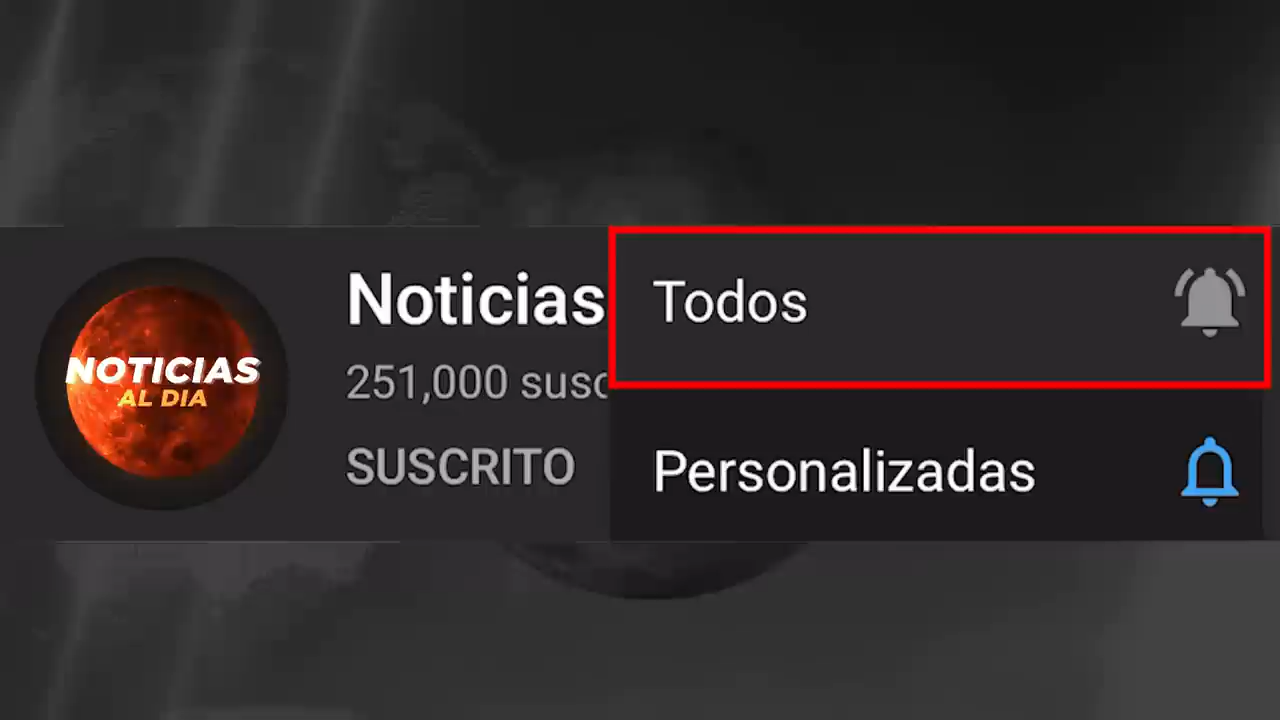 NOTICIAS
AL DIA
Noticias
251,000 susc
SUSCRITO
Todos
Personalizadas